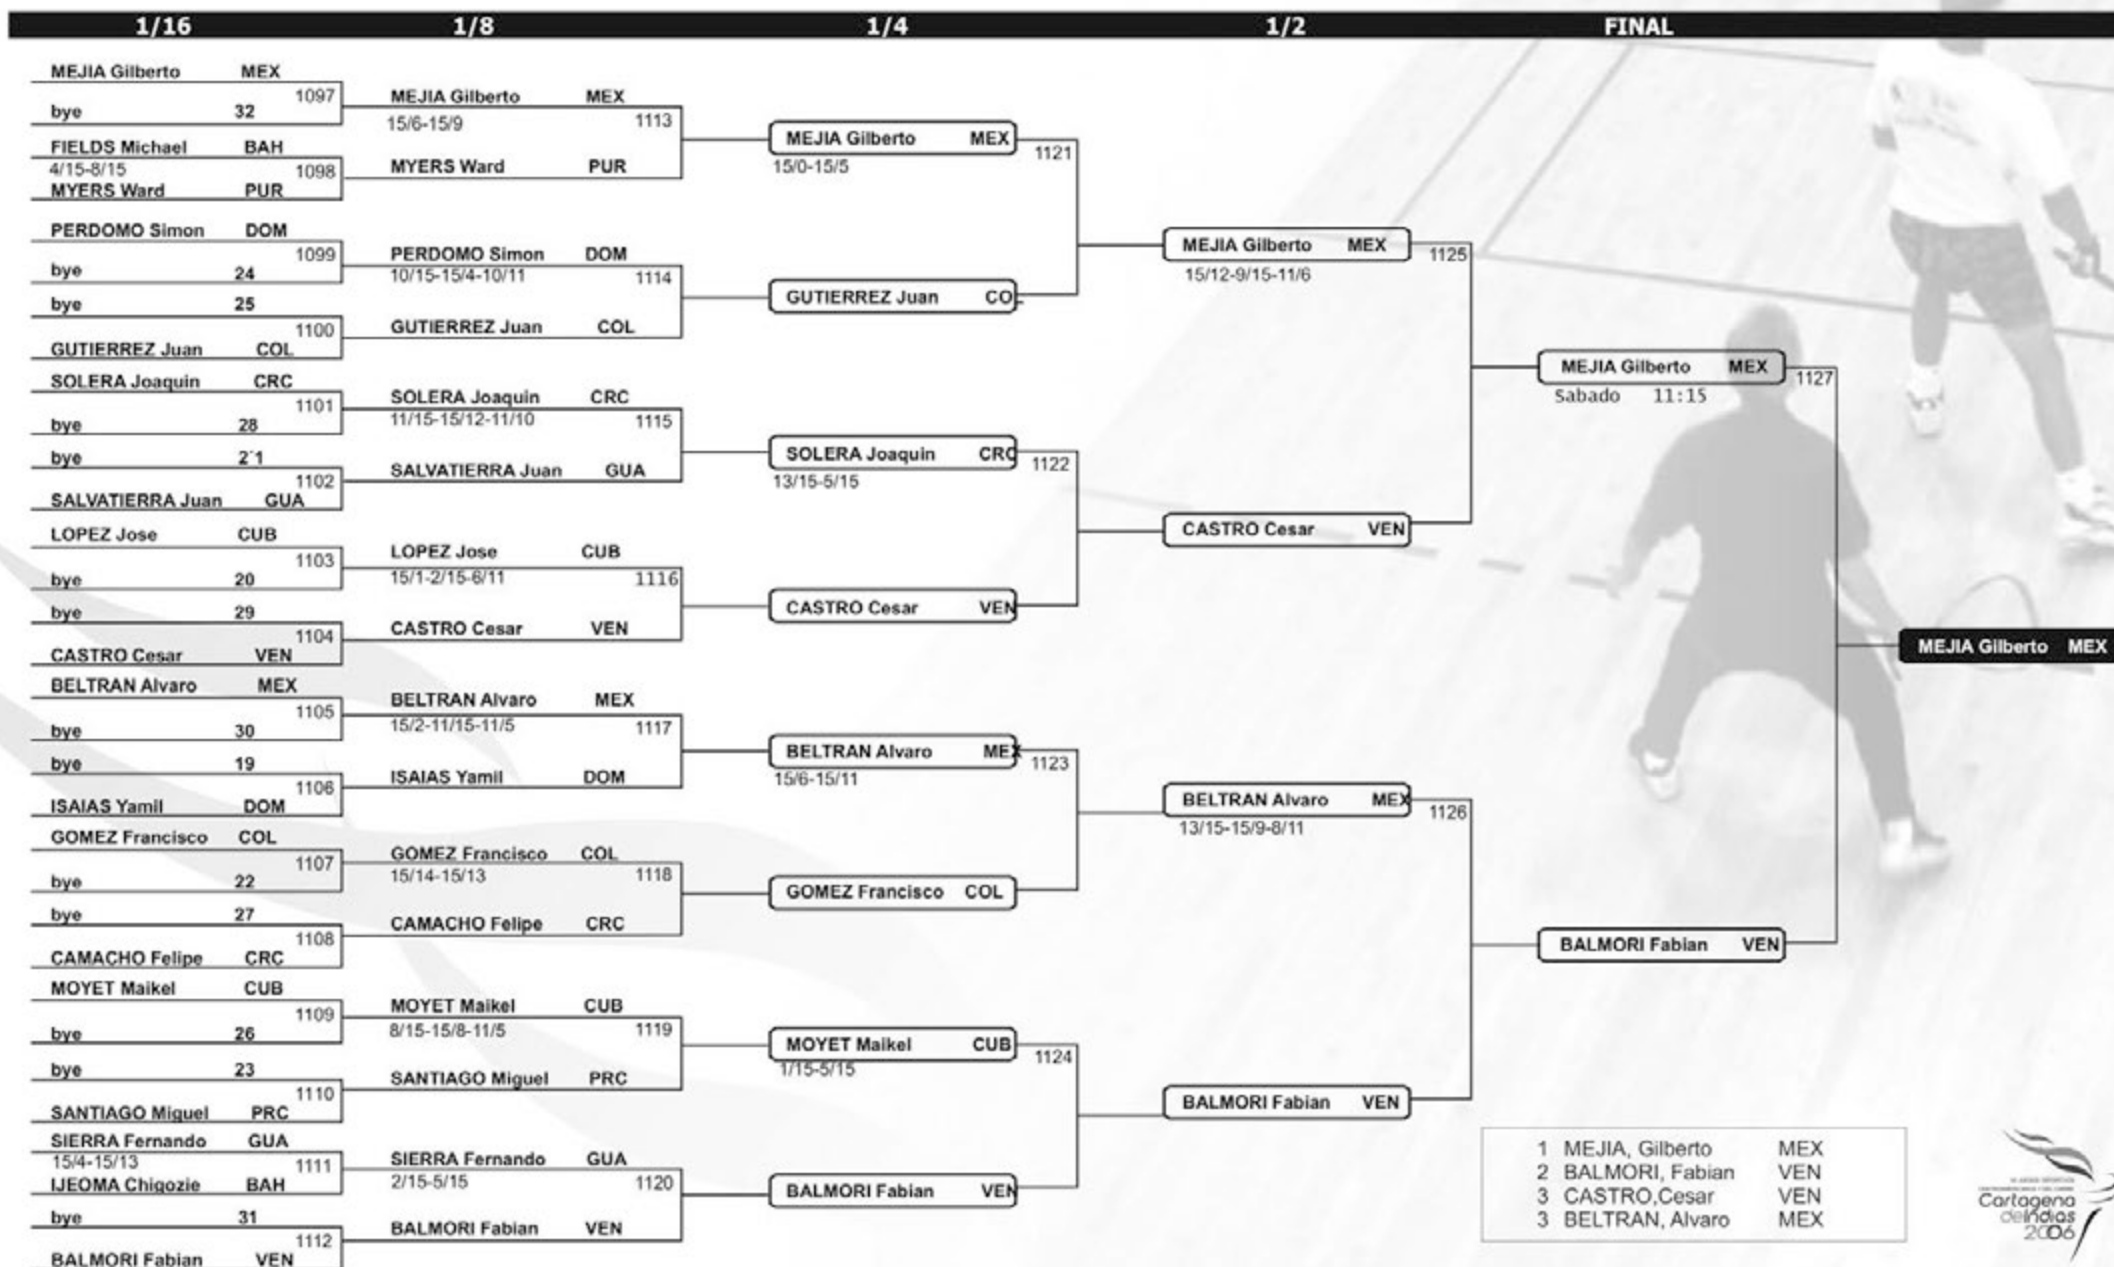 1/16 1/8 1/4 1/2 FINAL
MEJIA Gilberto MEX
1097
bye 32
FIELDS Michael BAH
4/15-8/15
1098
MYERS Ward PUR
PERDOMO Simon DOM
1099
bye 24
bye 25
1100
GUTIERREZ Juan COL
SOLERA Joaquin CRC
1101
bye 28
bye 2`1
1102
SALVATIERRA Juan GUA
LOPEZ Jose CUB
1103
bye 20
bye 29
1104
CASTRO Cesar VEN
BELTRAN Alvaro MEX
1105
bye 30
bye 19
1106
ISAIAS Yamil DOM
GOMEZ Francisco COL
1107
bye 22
bye 27
1108
CAMACHO Felipe CRC
MOYET Maikel CUB
1109
bye 26
bye 23
1110
SANTIAGO Miguel PRC
SIERRA Fernando GUA
15/4-15/13
1111
IJEOMA Chigozie BAH
bye 31
1112
BALMORI Fabian VEN
MEJIA Gilberto MEX
15/6-15/9
1113
MYERS Ward PUR
PERDOMO Simon DOM
10/15-15/4-10/11
1114
GUTIERREZ Juan COL
SOLERA Joaquin CRC
11/15-15/12-11/10
1115
SALVATIERRA Juan GUA
LOPEZ Jose CUB
15/1-2/15-6/11
1116
CASTRO Cesar VEN
BELTRAN Alvaro MEX
15/2-11/15-11/5
1117
ISAIAS Yamil DOM
GOMEZ Francisco COL
15/14-15/13
1118
CAMACHO Felipe CRC
MOYET Maikel CUB
8/15-15/8-11/5
1119
SANTIAGO Miguel PRC
SIERRA Fernando GUA
2/15-5/15
1120
BALMORI Fabian VEN
MEJIA Gilberto MEX
15/0-15/5
1121
GUTIERREZ Juan COL
SOLERA Joaquin CRC
13/15-5/15
1122
CASTRO Cesar VEN
BELTRAN Alvaro MEX
15/6-15/11
1123
GOMEZ Francisco COL
MOYET Maikel CUB
1/15-5/15
1124
BALMORI Fabian VEN
MEJIA Gilberto MEX
15/12-9/15-11/6
1125
CASTRO Cesar VEN
BELTRAN Alvaro MEX
13/15-15/9-8/11
1126
BALMORI Fabian VEN
MEJIA Gilberto MEX
Sabado 11:15
1127
BALMORI Fabian VEN
MEJIA Gilberto MEX
1 MEJIA, Gilberto MEX
2 BALMORI, Fabian VEN
3 CASTRO,Cesar VEN
3 BELTRAN, Alvaro MEX
Cartagena
deIndias
2006